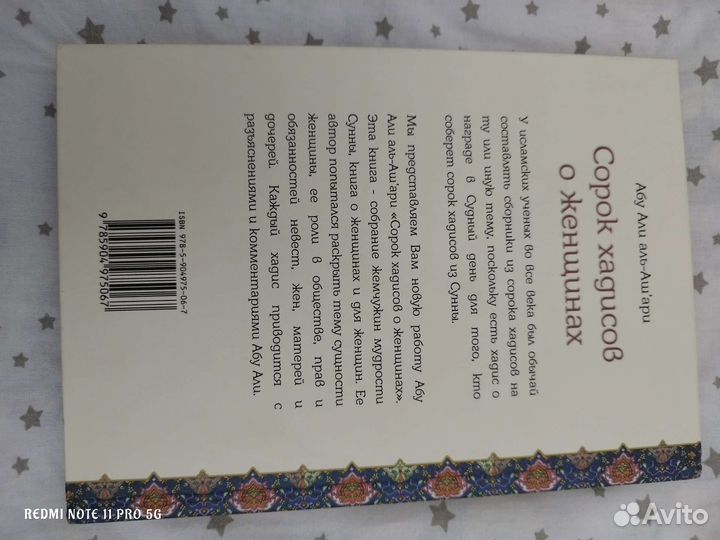 Абу Али аль-Аш'ари
Сорок хадисов
о женщинах
У исламских ученых во все века был обычай
составлять сборники из сорока хадисов на
ту или иную тему, поскольку есть хадис о
награде в Судный день для того, кто
соберет сорок хадисов из Сунны.
Мы представляем Вам новую работу Абу
Али аль-Аш'ари «Сорок хадисов о женщинах».
Эта книга - собрание жемчужин мудрости
Сунны, книга о женщинах и для женщин. Ее
автор попытался раскрыть тему сущности
женщины, ее роли в обществе, прав и
обязанностей невест, жен, матерей и
дочерей. Каждый хадис приводится с
разъяснениями и комментариями Абу Али.
ISBN 978-5-904975-06-7
9 785904 975067
REDMI NOTE 11 PRO 5G
Avito